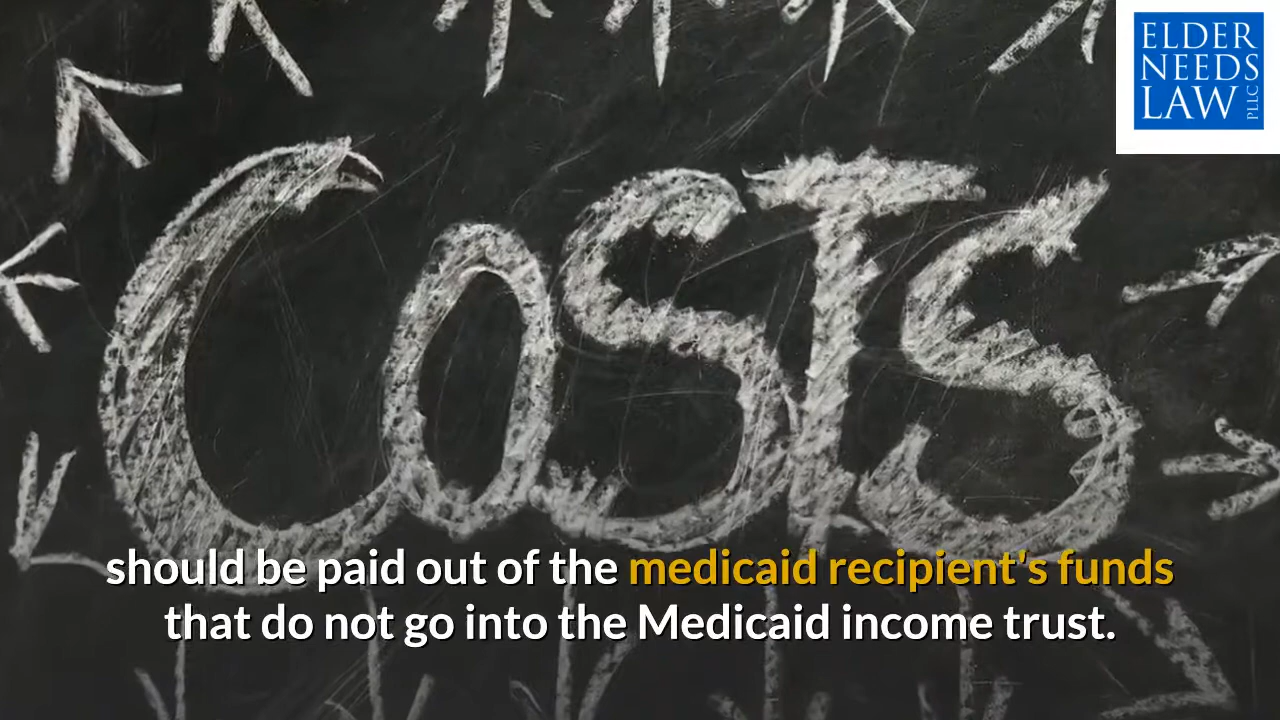 ELDER
NEEDS
LAW PLLC
CoSTS
should be paid out of the medicaid recipient's funds
that do not go into the Medicaid income trust.